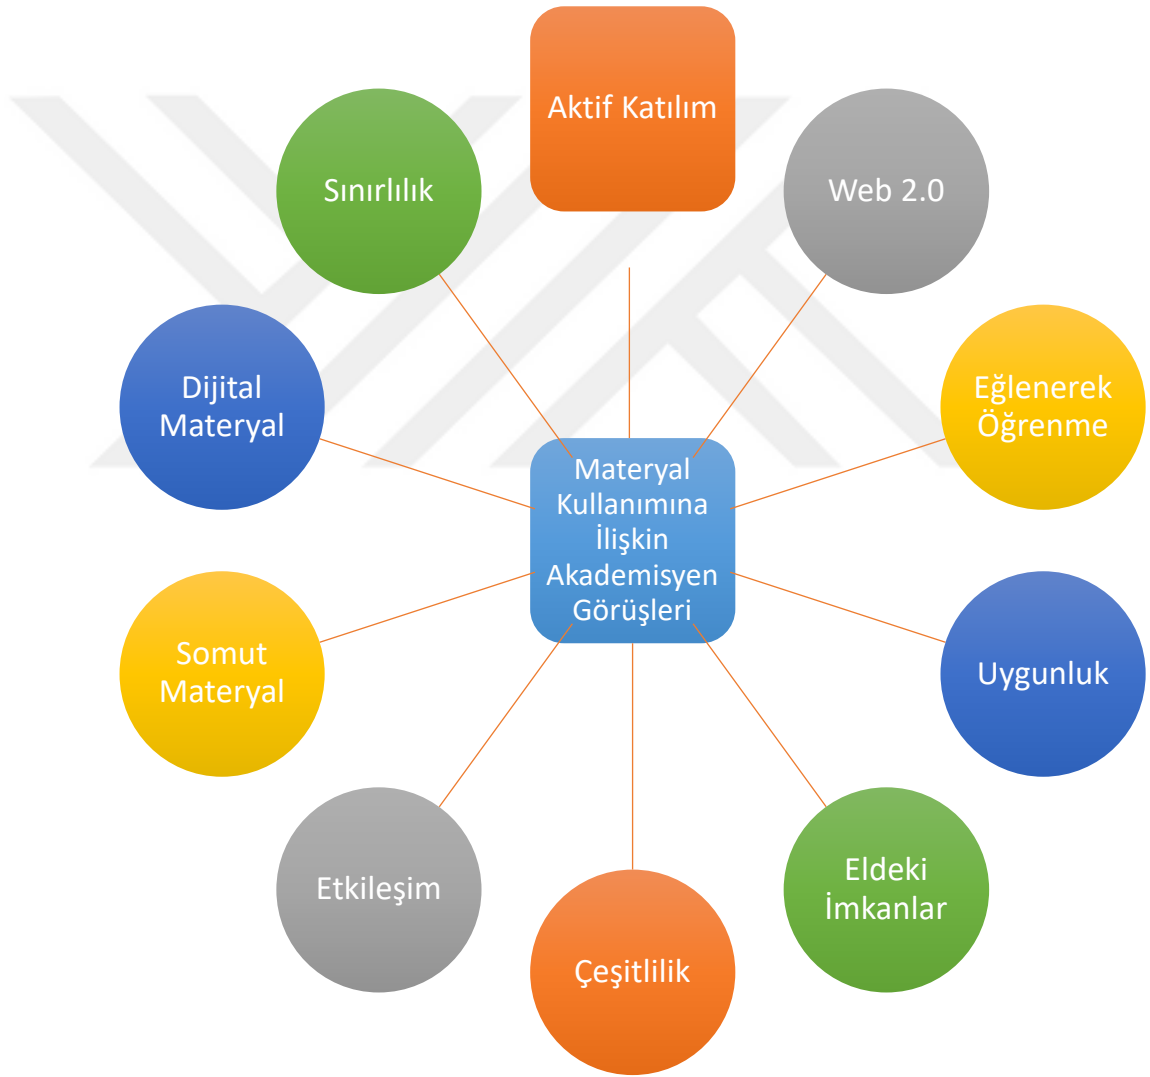 Aktif Katılım
Sınırlılık
Web 2.0
Dijital
Materyal
Eğlenerek
Öğrenme
Materyal
Kullanımına
İlişkin
Akademisyen
Görüşleri
Somut
Materyal
Uygunluk
Etkileşim
Eldeki
İmkanlar
Çeşitlilik